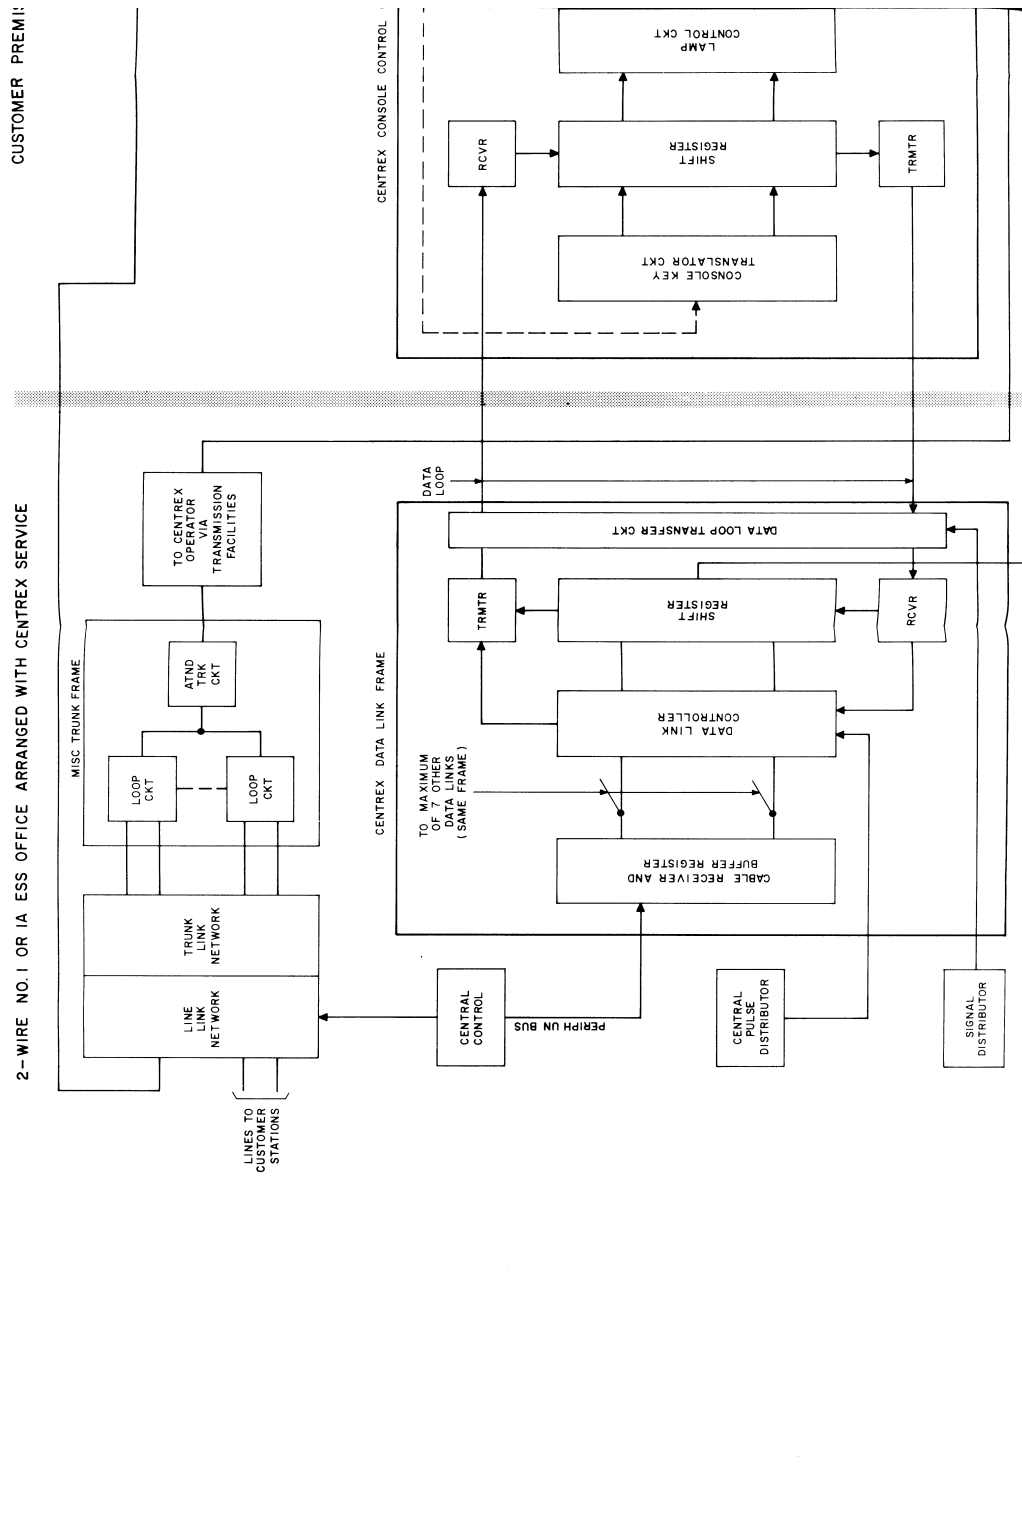 2-WIRE NO. 1 OR 1A ESS OFFICE ARRANGED WITH CENTREX SERVICE
CUSTOMER PREMIS
MISC TRUNK FRAME
LINES TO
CUSTOMER
STATIONS
LINE
LINK
NETWORK
TRUNK
LINK
NETWORK
LOOP
CKT
LOOP
CKT
ATND
TRK
CKT
TO CENTREX
OPERATOR
VIA
TRANSMISSION
FACILITIES
CENTREX DATA LINK FRAME
CENTRAL
CONTROL
PERIPH UN BUS
CENTRAL
PULSE
DISTRIBUTOR
SIGNAL
DISTRIBUTOR
TO MAXIMUM
OF 7 OTHER
DATA LINKS
(SAME FRAME)
CABLE RECEIVER AND
BUFFER REGISTER
DATA LINK
CONTROLLER
TRMTR
SHIFT
REGISTER
RCVR
DATA LOOP TRANSFER CKT
DATA
LOOP
CENTREX CONSOLE CONTROL
CONSOLE KEY
TRANSLATOR CKT
RCVR
SHIFT
REGISTER
TRMTR
LAMP
CONTROL CKT